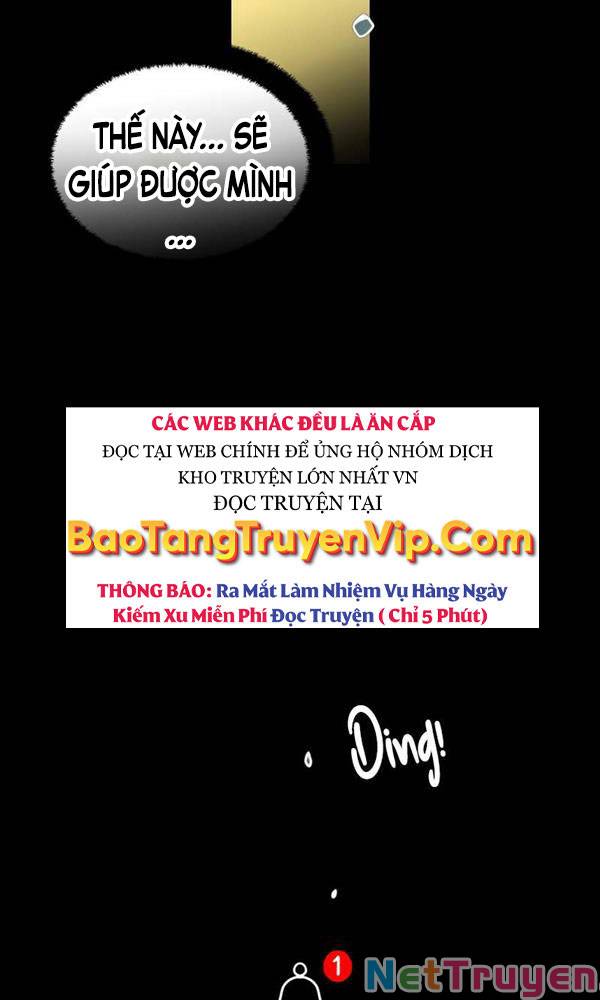 THẾ NÀY... SẼ
GIÚP ĐƯỢC MÌNH
...
CÁC WEB KHÁC ĐỀU LÀ ĂN CẮP
ĐỌC TẠI WEB CHÍNH ĐỂ ỦNG HỘ NHÓM DỊCH
KHO TRUYỆN LỚN NHẤT VN
ĐỌC TRUYỆN TẠI
BaoTangTruyenVip.Com
THÔNG BÁO: Ra Mắt Làm Nhiệm Vụ Hàng Ngày
Kiếm Xu Miễn Phí Đọc Truyện ( Chỉ 5 Phút)
Ding!
1
NetTruyen.